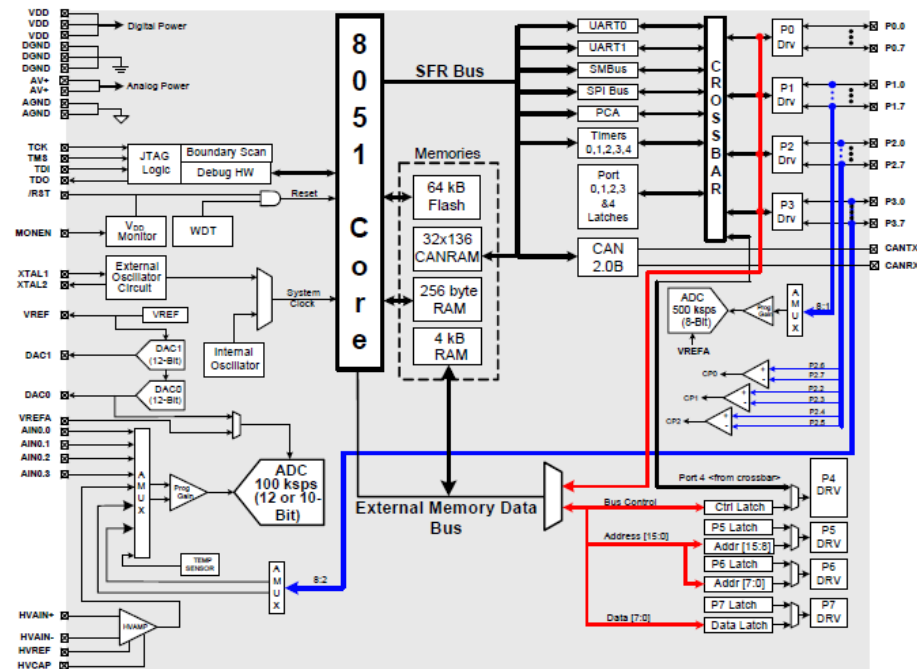 VDD
VDD
VDD
Digital Power
DGND
DGND
DGND
AV+
AV+
Analog Power
AGND
AGND
TCK
TMS
TDI
TDO
/RST
MONEN
JTAG
Logic
Boundary Scan
Debug HW
Reset
VDD
Monitor
WDT
XTAL1
XTAL2
External
Oscillator
Circuit
System
Clock
VREF
VREF
Internal
Oscillator
DAC1
DAC1
(12-Bit)
DAC0
DAC0
(12-Bit)
VREFA
AIN0.0
AIN0.1
AIN0.2
AIN0.3
AMUX
Prog
Gain
ADC
100 ksps
(12 or 10-
Bit)
TEMP
SENSOR
AMUX
8:2
HVAIN+
HVAIN-
HVREF
HVCAP
HVAMP
8051 Core
SFR Bus
Memories
64 kB
Flash
32x136
CANRAM
256 byte
RAM
4 kB
RAM
External Memory Data
Bus
UART0
UART1
SMBus
SPI Bus
PCA
Timers
0,1,2,3,4
Port
0,1,2,3
&4
Latches
CAN
2.0B
CROSSBAR
P0
Drv
P1
Drv
P2
Drv
P3
Drv
P0.0
P0.7
P1.0
P1.7
P2.0
P2.7
P3.0
P3.7
CANTX
CANRX
ADC
500 ksps
(8-Bit)
VREFA
Prog
Gain
AMUX
8:1
CP0
P2.6
P2.7
CP1
P2.2
P2.3
CP2
P2.4
P2.5
Port 4 <from crossbar>
Bus Control
Ctrl Latch
P4
DRV
Address [15:0]
P5 Latch
Addr [15:8]
P5
DRV
P6 Latch
Addr [7:0]
P6
DRV
Data [7:0]
P7 Latch
Data Latch
P7
DRV